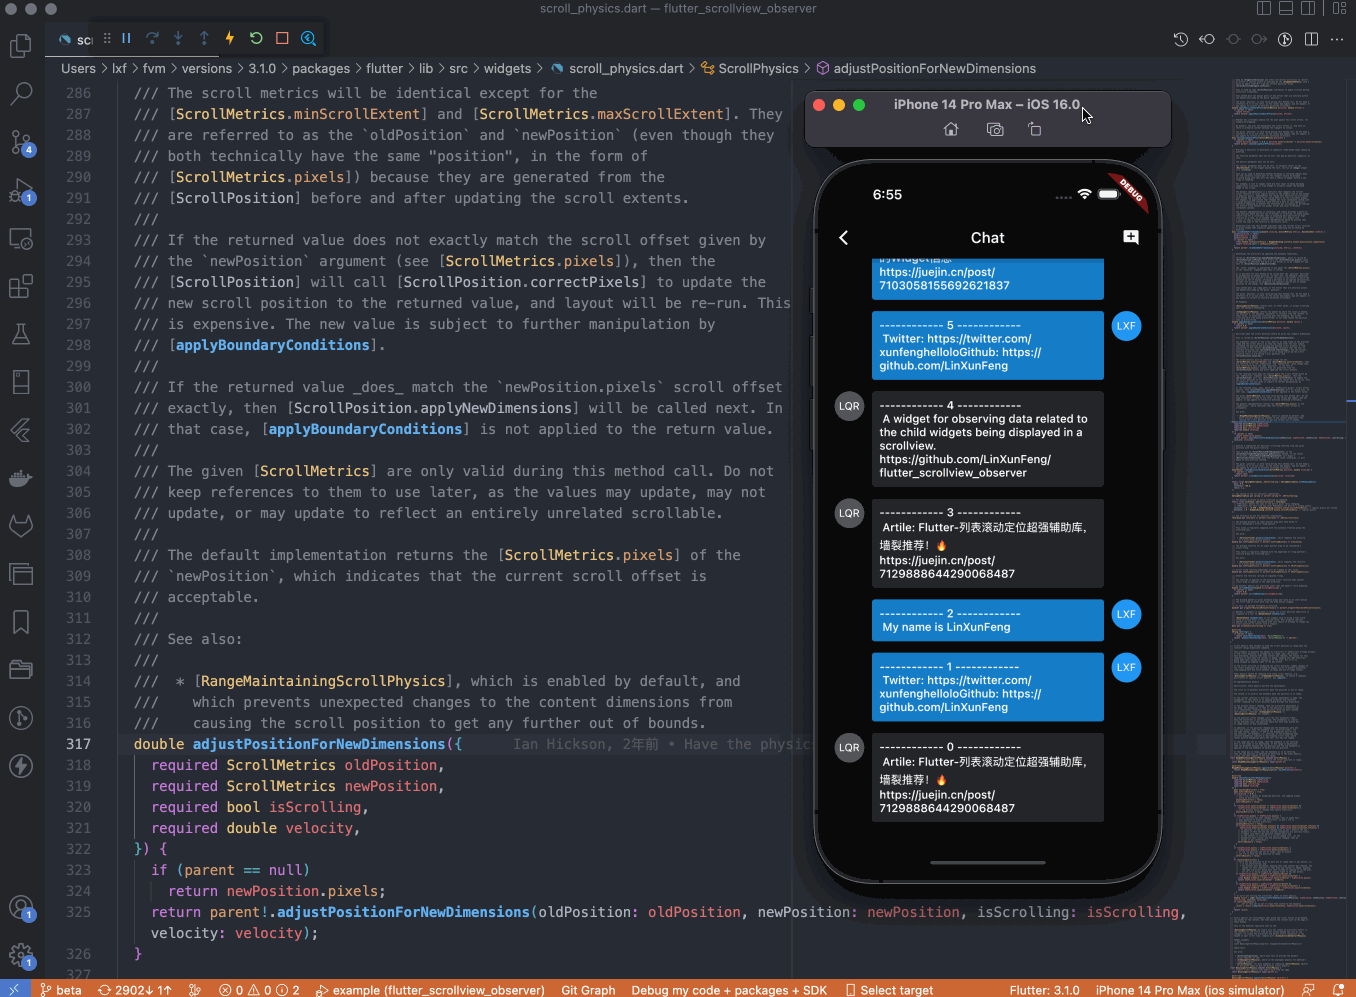 scroll_physics.dart — flutter_scrollview_observer
Users > lxf > fvm > versions > 3.1.0 > packages > flutter > lib > src > widgets > scroll_physics.dart > ScrollPhysics > adjustPositionForNewDimensions
286 /// The scroll metrics will be identical except for the
287 /// [ScrollMetrics.minScrollExtent] and [ScrollMetrics.maxScrollExtent]. They
288 /// are referred to as the `oldPosition` and `newPosition` (even though they
289 /// both technically have the same "position", in the form of
290 /// [ScrollMetrics.pixels]) because they are generated from the
291 /// [ScrollPosition] before and after updating the scroll extents.
292 ///
293 /// If the returned value does not exactly match the scroll offset given by
294 /// the `newPosition` argument (see [ScrollMetrics.pixels]), then the
295 /// [ScrollPosition] will call [ScrollPosition.correctPixels] to update the
296 /// new scroll position to the returned value, and layout will be re-run. This
297 /// is expensive. The new value is subject to further manipulation by
298 /// [applyBoundaryConditions].
299 ///
300 /// If the returned value _does_ match the `newPosition.pixels` scroll offset
301 /// exactly, then [ScrollPosition.applyNewDimensions] will be called next. In
302 /// that case, [applyBoundaryConditions] is not applied to the return value.
303 ///
304 /// The given [ScrollMetrics] are only valid during this method call. Do not
305 /// keep references to them to use later, as the values may update, may not
306 /// update, or may update to reflect an entirely unrelated scrollable.
307 ///
308 /// The default implementation returns the [ScrollMetrics.pixels] of the
309 /// `newPosition`, which indicates that the current scroll offset is
310 /// acceptable.
311 ///
312 /// See also:
313 ///
314 /// * [RangeMaintainingScrollPhysics], which is enabled by default, and
315 /// which prevents unexpected changes to the content dimensions from
316 /// causing the scroll position to get any further out of bounds.
317 double adjustPositionForNewDimensions({ Ian Hickson, 2年前 • Have the physic
318 required ScrollMetrics oldPosition,
319 required ScrollMetrics newPosition,
320 required bool isScrolling,
321 required double velocity,
322 }) {
323 if (parent == null)
324 return newPosition.pixels;
325 return parent!.adjustPositionForNewDimensions(oldPosition: oldPosition, newPosition: newPosition, isScrolling: isScrolling,
velocity: velocity);
326 }
327
iPhone 14 Pro Max – iOS 16.0
6:55
DEBUG
Chat
https://juejin.cn/post/
7103058155692621837
------------ 5 ------------
Twitter: https://twitter.com/
xunfenghelloloGithub: https://
github.com/LinXunFeng
LXF
LQR
------------ 4 ------------
A widget for observing data related to
the child widgets being displayed in a
scrollview.
https://github.com/LinXunFeng/
flutter_scrollview_observer
LQR
------------ 3 ------------
Artile: Flutter-列表滚动定位超强辅助库，
墙裂推荐！🔥
https://juejin.cn/post/
7129888644290068487
------------ 2 ------------
My name is LinXunFeng
LXF
------------ 1 ------------
Twitter: https://twitter.com/
xunfenghelloloGithub: https://
github.com/LinXunFeng
LXF
LQR
------------ 0 ------------
Artile: Flutter-列表滚动定位超强辅助库，
墙裂推荐！🔥
https://juejin.cn/post/
7129888644290068487
4
1
1
1
beta 2902↓ 1↑ 0 0 2 example (flutter_scrollview_observer) Git Graph Debug my code + packages + SDK Select target Flutter: 3.1.0 iPhone 14 Pro Max (ios simulator)